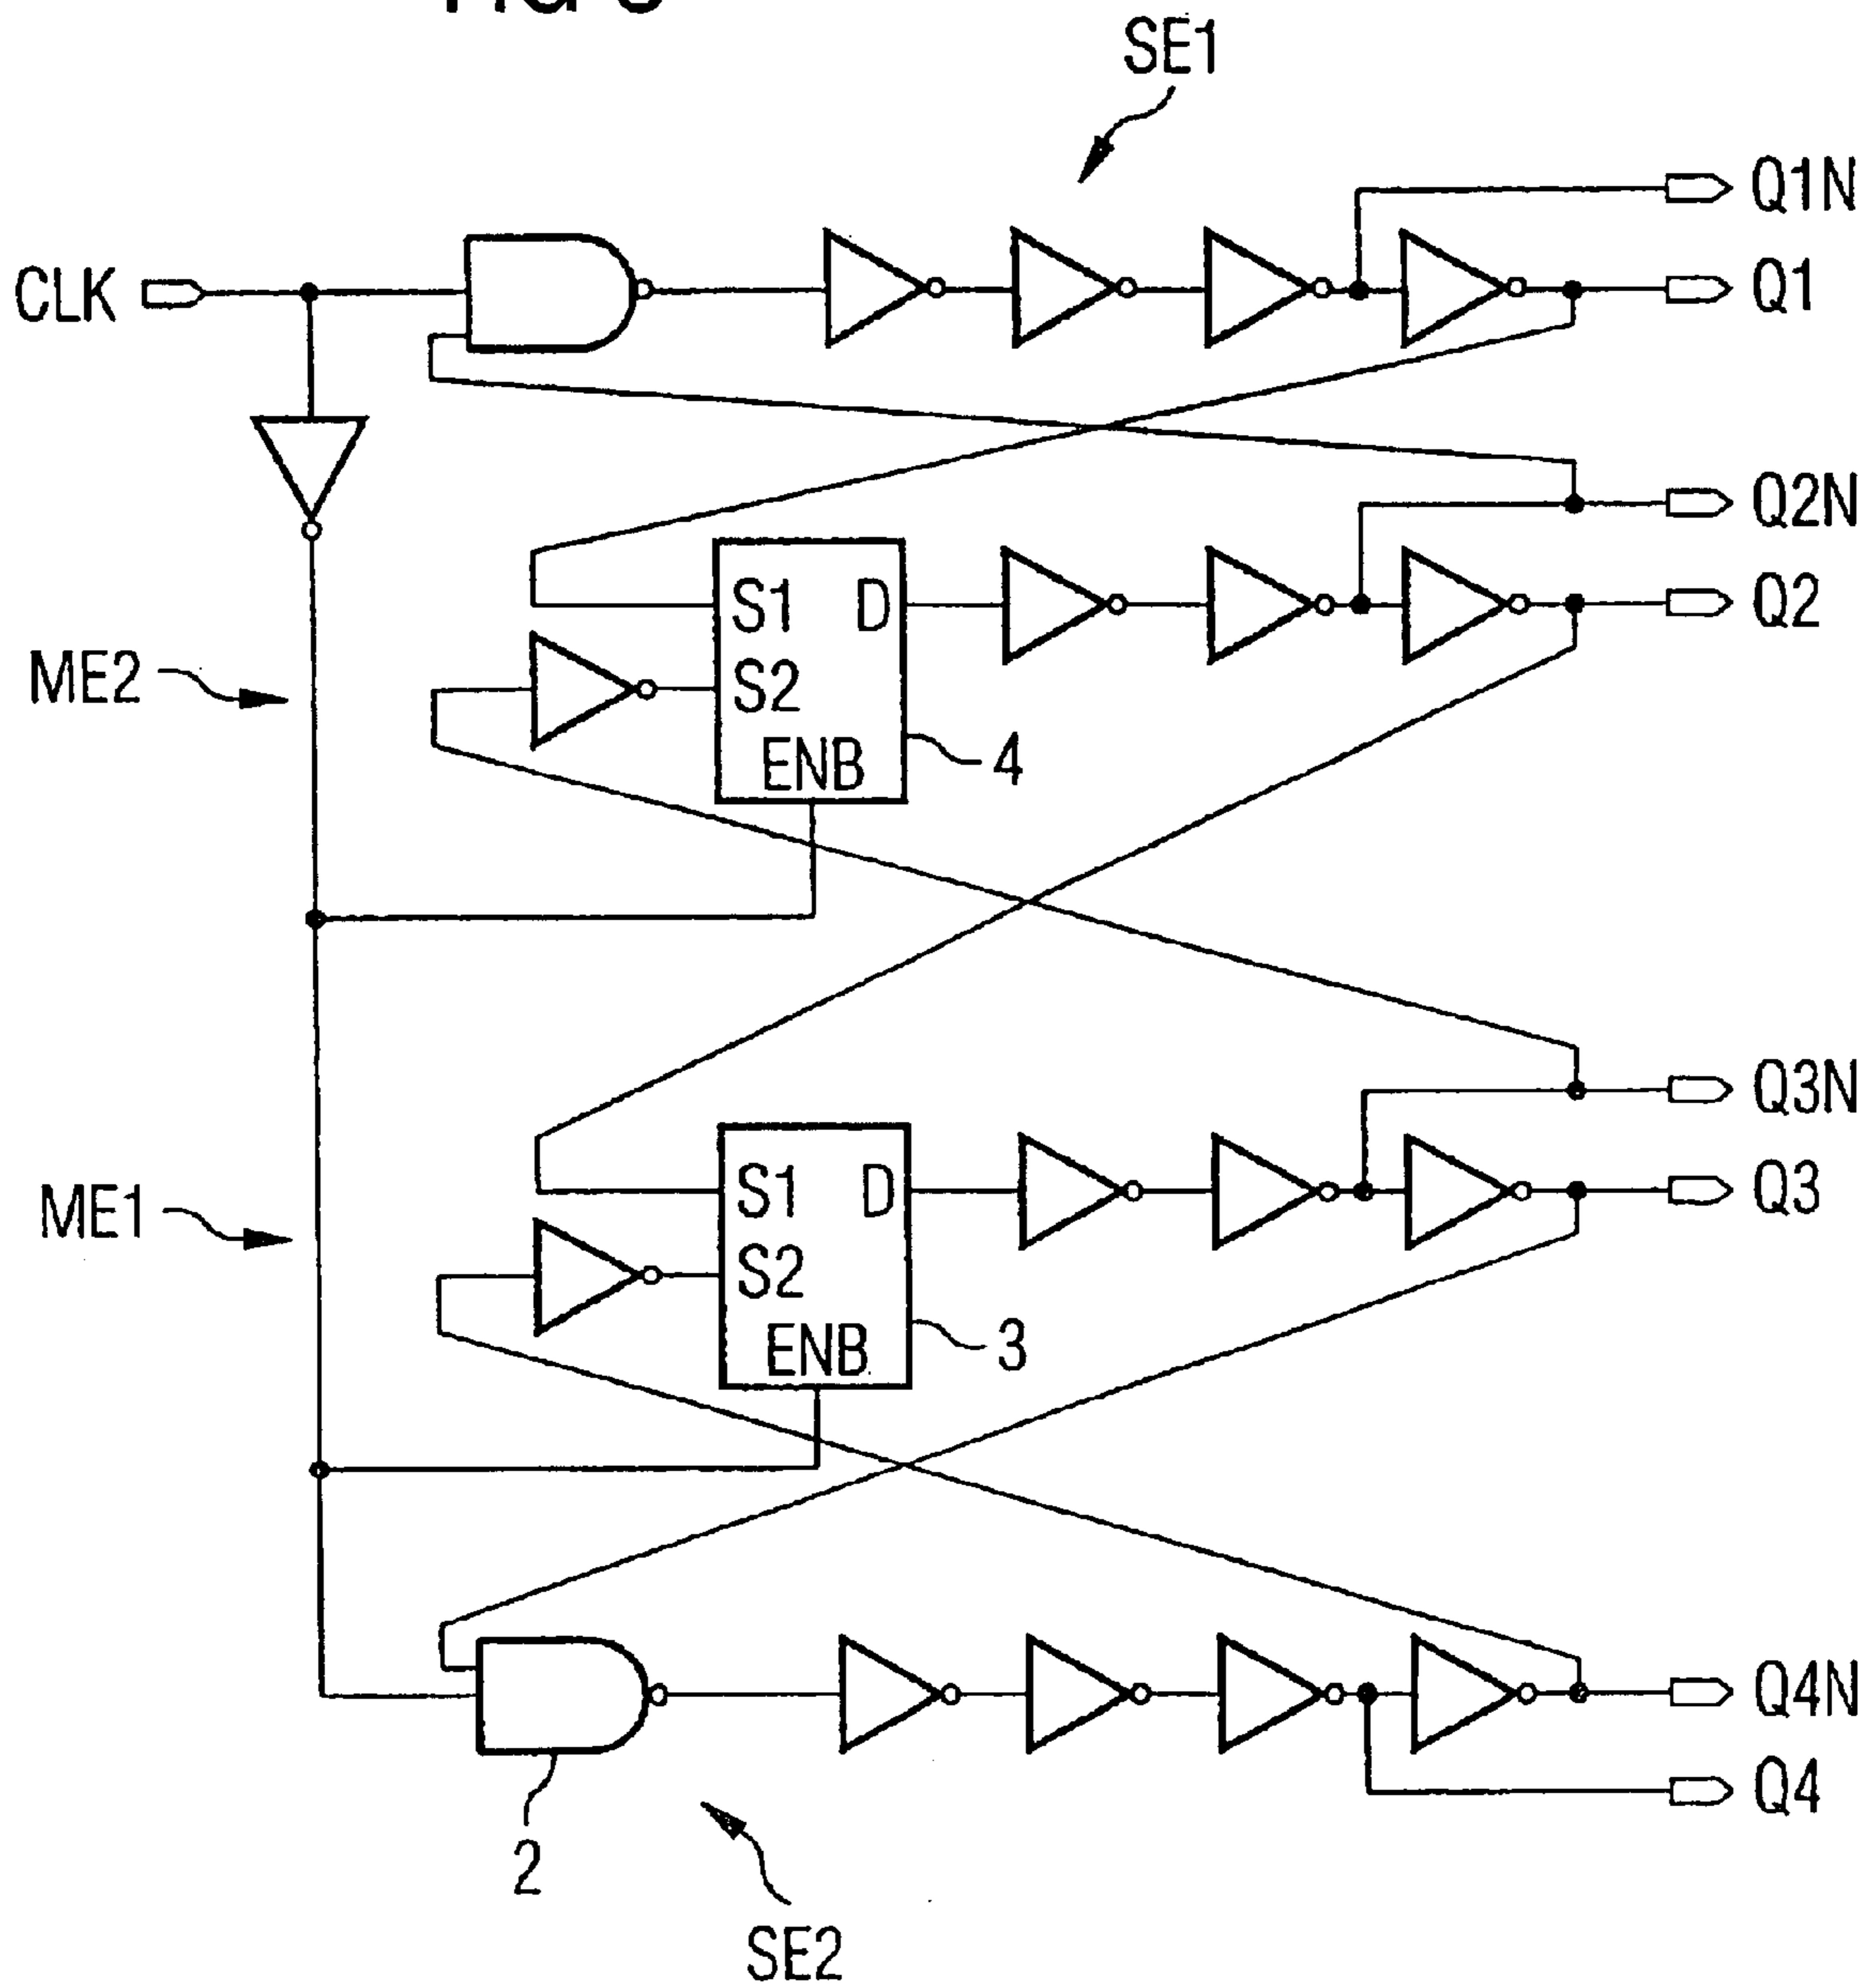 SE1
Q1N
CLK
Q1
Q2N
S1 D
Q2
ME2
S2
ENB
4
Q3N
S1 D
Q3
ME1
S2
ENB
3
Q4N
Q4
2
SE2